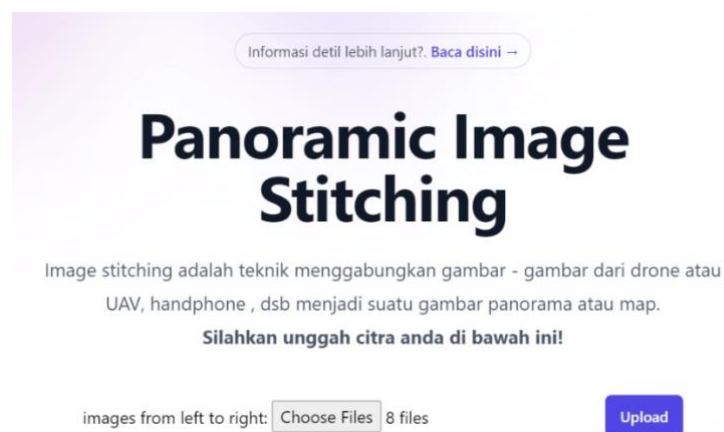 Informasi detil lebih lanjut?. Baca disini →
Panoramic Image
Stitching
Image stitching adalah teknik menggabungkan gambar - gambar dari drone atau
UAV, handphone , dsb menjadi suatu gambar panorama atau map.
Silahkan unggah citra anda di bawah ini!
images from left to right: Choose Files 8 files Upload